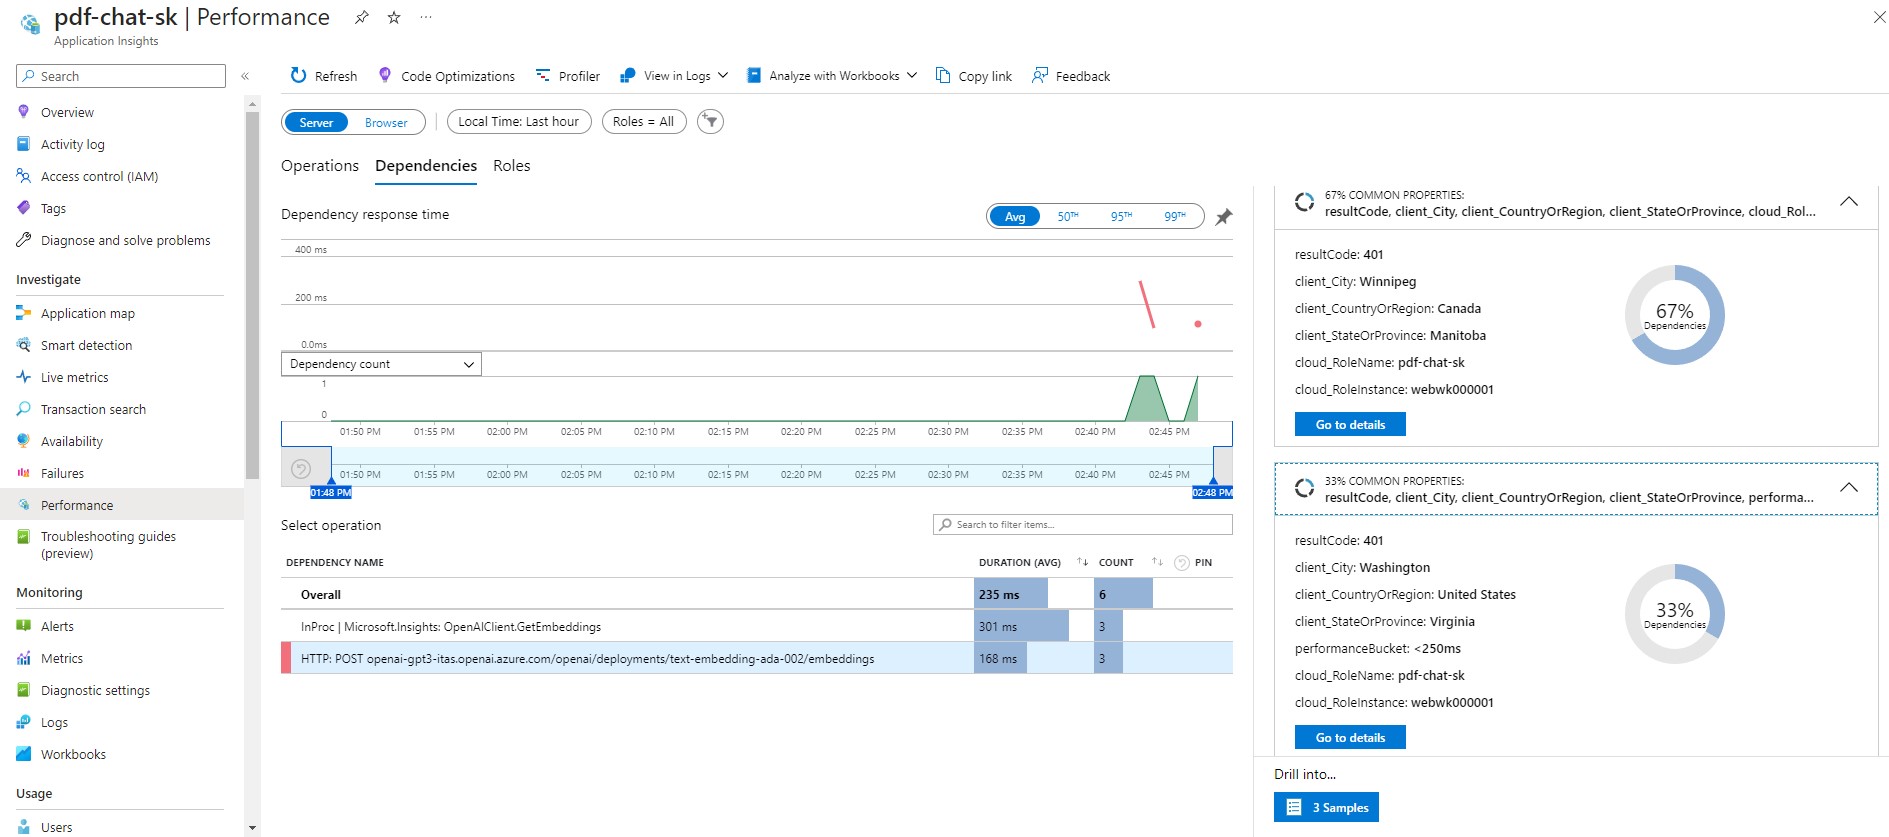 pdf-chat-sk | Performance
Application Insights
Search
Overview
Activity log
Access control (IAM)
Tags
Diagnose and solve problems
Investigate
Application map
Smart detection
Live metrics
Transaction search
Availability
Failures
Performance
Troubleshooting guides
(preview)
Monitoring
Alerts
Metrics
Diagnostic settings
Logs
Workbooks
Usage
Users
Refresh Code Optimizations Profiler View in Logs Analyze with Workbooks Copy link Feedback
Server Browser Local Time: Last hour Roles = All
Operations Dependencies Roles
Dependency response time
Avg 50TH 95TH 99TH
400 ms
200 ms
0.0ms
Dependency count
1
0
01:50 PM 01:55 PM 02:00 PM 02:05 PM 02:10 PM 02:15 PM 02:20 PM 02:25 PM 02:30 PM 02:35 PM 02:40 PM 02:45 PM
01:50 PM 01:55 PM 02:00 PM 02:05 PM 02:10 PM 02:15 PM 02:20 PM 02:25 PM 02:30 PM 02:35 PM 02:40 PM 02:45 PM
01:48 PM 02:48 PM
Select operation
Search to filter items...
DEPENDENCY NAME DURATION (AVG) COUNT PIN
Overall 235 ms 6
InProc | Microsoft.Insights: OpenAIClient.GetEmbeddings 301 ms 3
HTTP: POST openai-gpt3-itas.openai.azure.com/openai/deployments/text-embedding-ada-002/embeddings 168 ms 3
67% COMMON PROPERTIES:
resultCode, client_City, client_CountryOrRegion, client_StateOrProvince, cloud_Rol...
resultCode: 401
client_City: Winnipeg
client_CountryOrRegion: Canada
client_StateOrProvince: Manitoba
cloud_RoleName: pdf-chat-sk
cloud_RoleInstance: webwk000001
67%
Dependencies
Go to details
33% COMMON PROPERTIES:
resultCode, client_City, client_CountryOrRegion, client_StateOrProvince, performa...
resultCode: 401
client_City: Washington
client_CountryOrRegion: United States
client_StateOrProvince: Virginia
performanceBucket: <250ms
cloud_RoleName: pdf-chat-sk
cloud_RoleInstance: webwk000001
33%
Dependencies
Go to details
Drill into...
3 Samples